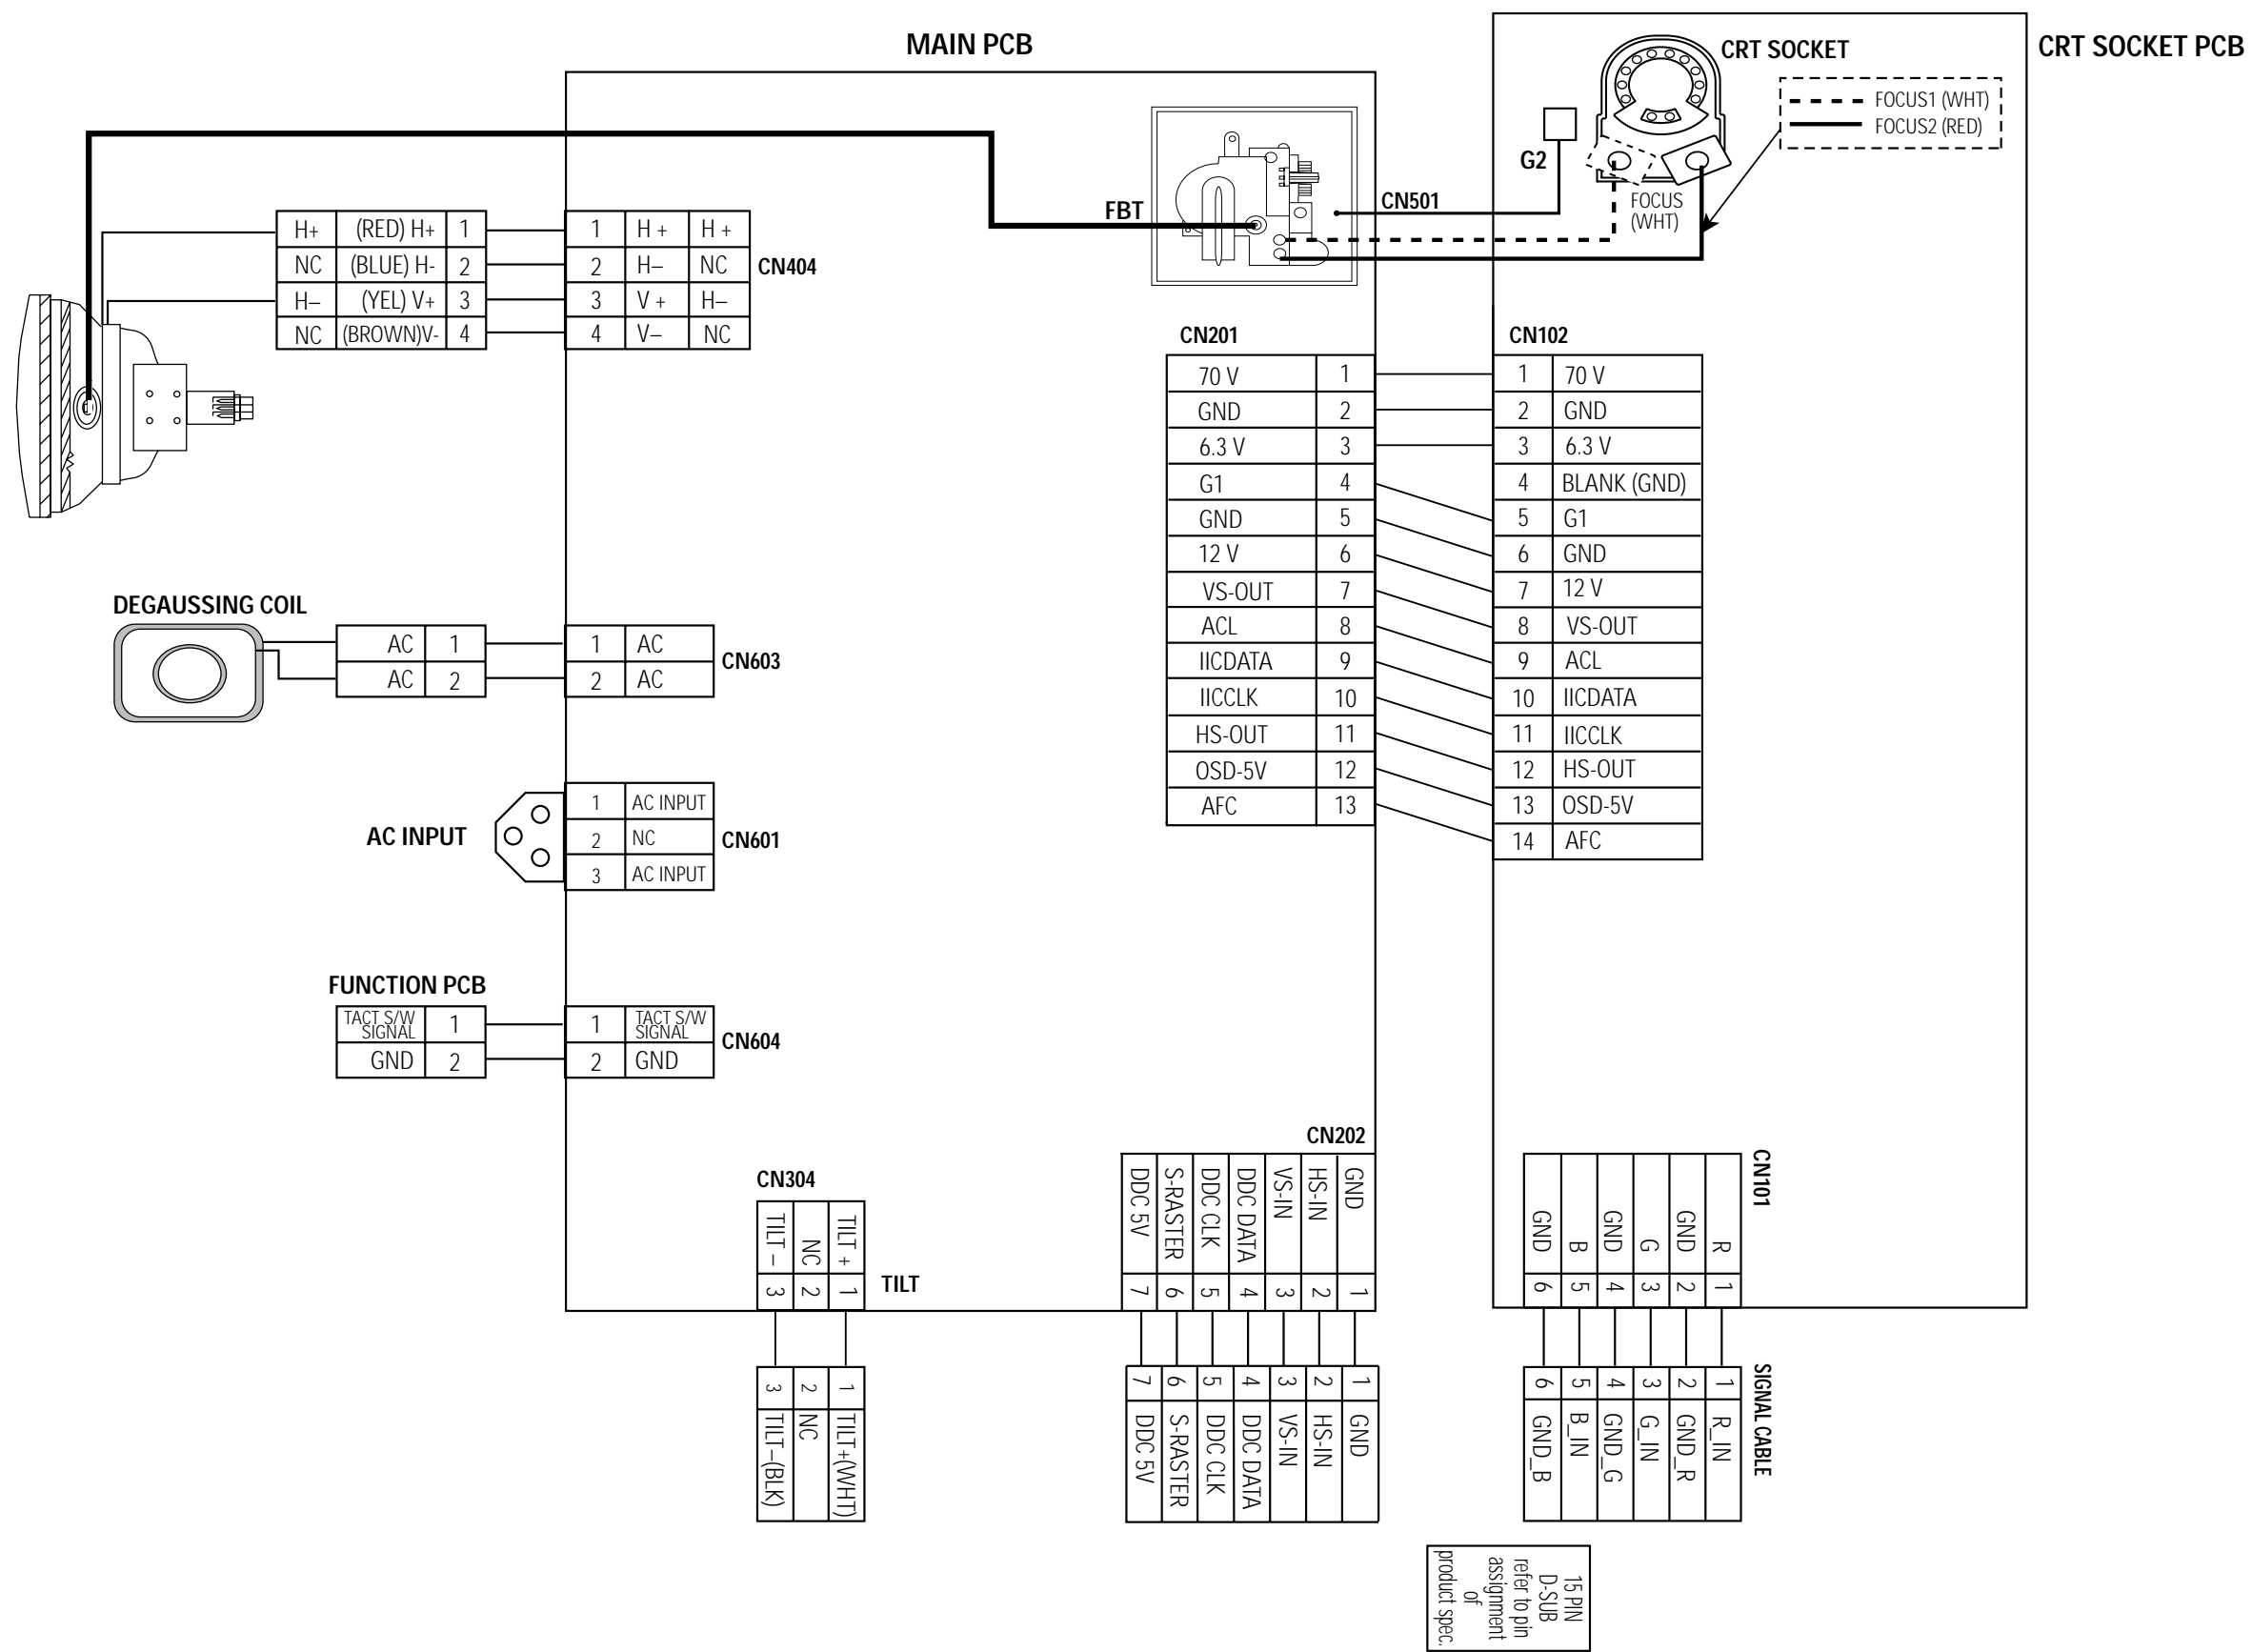 MAIN PCB
CRT SOCKET PCB
CRT SOCKET
FOCUS1 (WHT)
FOCUS2 (RED)
G2
FOCUS
(WHT)
FBT
CN501
H+ (RED) H+ 1
NC (BLUE) H- 2
H– (YEL) V+ 3
NC (BROWN)V- 4
1 H + H +
2 H– NC
3 V + H–
4 V– NC
CN404
CN201
70 V 1
GND 2
6.3 V 3
G1 4
GND 5
12 V 6
VS-OUT 7
ACL 8
IICDATA 9
IICCLK 10
HS-OUT 11
OSD-5V 12
AFC 13
CN102
1 70 V
2 GND
3 6.3 V
4 BLANK (GND)
5 G1
6 GND
7 12 V
8 VS-OUT
9 ACL
10 IICDATA
11 IICCLK
12 HS-OUT
13 OSD-5V
14 AFC
DEGAUSSING COIL
AC 1
AC 2
1 AC
2 AC
CN603
AC INPUT
1 AC INPUT
2 NC
3 AC INPUT
CN601
FUNCTION PCB
TACT S/W
SIGNAL 1
GND 2
1 TACT S/W
SIGNAL
2 GND
CN604
CN304
TILT + 1
NC 2
TILT – 3
TILT
1 TILT+(WHT)
2 NC
3 TILT–(BLK)
CN202
GND 1
HS-IN 2
VS-IN 3
DDC DATA 4
DDC CLK 5
S-RASTER 6
DDC 5V 7
1 GND
2 HS-IN
3 VS-IN
4 DDC DATA
5 DDC CLK
6 S-RASTER
7 DDC 5V
CN101
R 1
GND 2
G 3
GND 4
B 5
GND 6
SIGNAL CABLE
1 R_IN
2 GND_R
3 G_IN
4 GND_G
5 B_IN
6 GND_B
15 PIN
D-SUB
refer to pin
assignment
of
product spec.